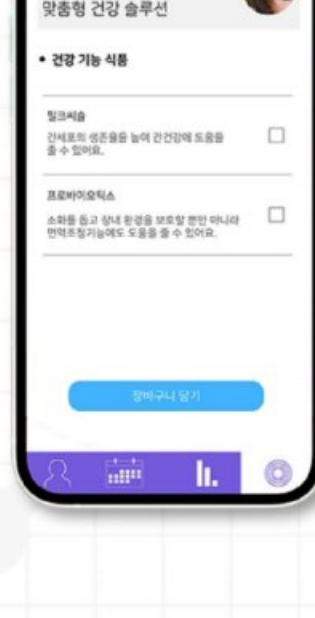 맞춤형 건강 솔루션
• 건강 기능 식품
밀크씨슬
간세포의 생존율을 높여 간건강에 도움을
줄 수 있어요.
프로바이오틱스
소화를 돕고 장내 환경을 보호할 뿐만 아니라
면역조절기능에도 도움을 줄 수 있어요.
장바구니 담기